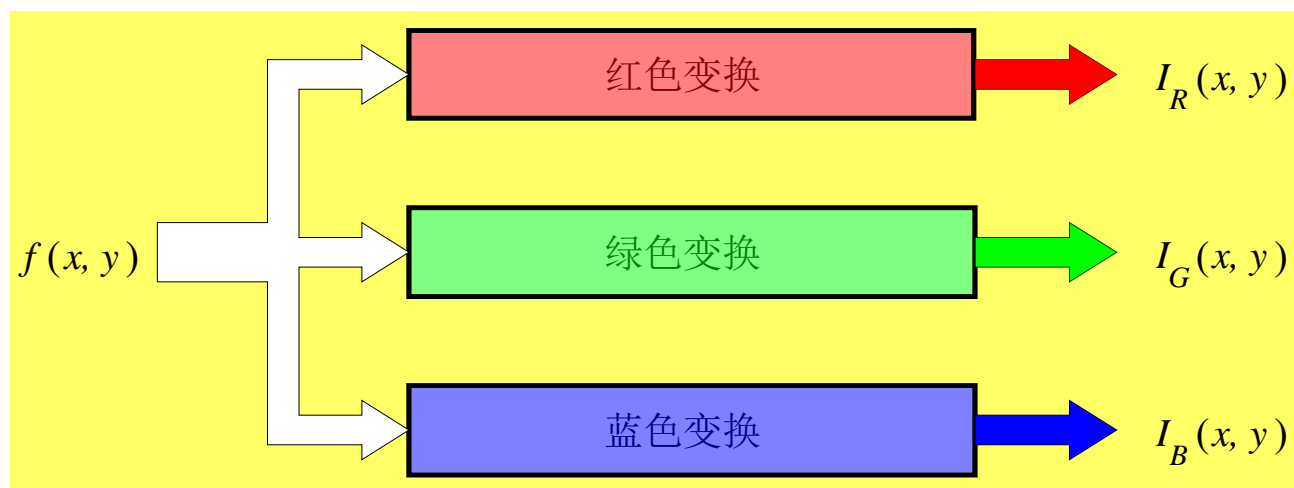 红色变换
I_R(x, y)
f(x, y)
绿色变换
I_G(x, y)
蓝色变换
I_B(x, y)